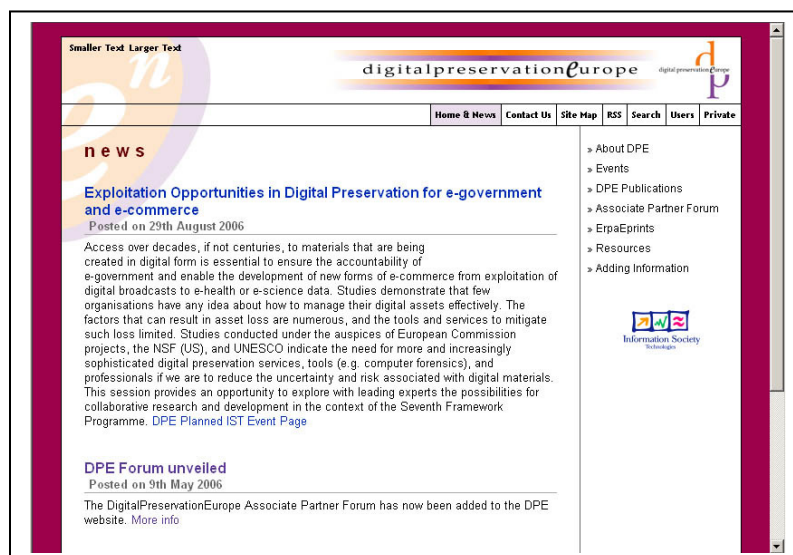 Smaller Text Larger Text
digitalpreservationeurope
digital preservation europe
dp
Home & News Contact Us Site Map RSS Search Users Private
news
Exploitation Opportunities in Digital Preservation for e-government
and e-commerce
Posted on 29th August 2006
Access over decades, if not centuries, to materials that are being
created in digital form is essential to ensure the accountability of
e-government and enable the development of new forms of e-commerce from exploitation of
digital broadcasts to e-health or e-science data. Studies demonstrate that few
organisations have any idea about how to manage their digital assets effectively. The
factors that can result in asset loss are numerous, and the tools and services to mitigate
such loss limited. Studies conducted under the auspices of European Commission
projects, the NSF (US), and UNESCO indicate the need for more and increasingly
sophisticated digital preservation services, tools (e.g. computer forensics), and
professionals if we are to reduce the uncertainty and risk associated with digital materials.
This session provides an opportunity to explore with leading experts the possibilities for
collaborative research and development in the context of the Seventh Framework
Programme. DPE Planned IST Event Page
DPE Forum unveiled
Posted on 9th May 2006
The DigitalPreservationEurope Associate Partner Forum has now been added to the DPE
website. More info
» About DPE
» Events
» DPE Publications
» Associate Partner Forum
» ErpaEprints
» Resources
» Adding Information
Information Society
Technologies